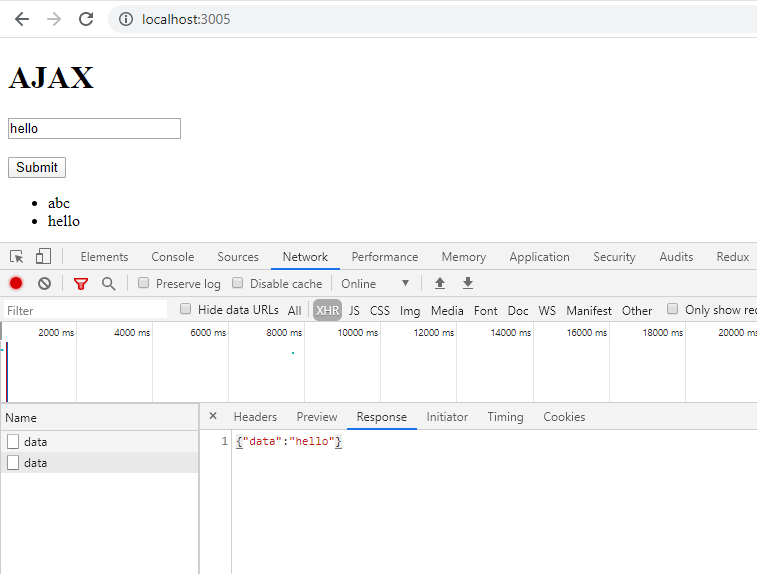 localhost:3005
AJAX
hello
Submit
abc
hello
Elements Console Sources Network Performance Memory Application Security Audits Redux
Preserve log Disable cache Online
Filter Hide data URLs All XHR JS CSS Img Media Font Doc WS Manifest Other Only show rec
2000 ms 4000 ms 6000 ms 8000 ms 10000 ms 12000 ms 14000 ms 16000 ms 18000 ms 20000 ms
Name × Headers Preview Response Initiator Timing Cookies
data 1 {"data":"hello"}
data